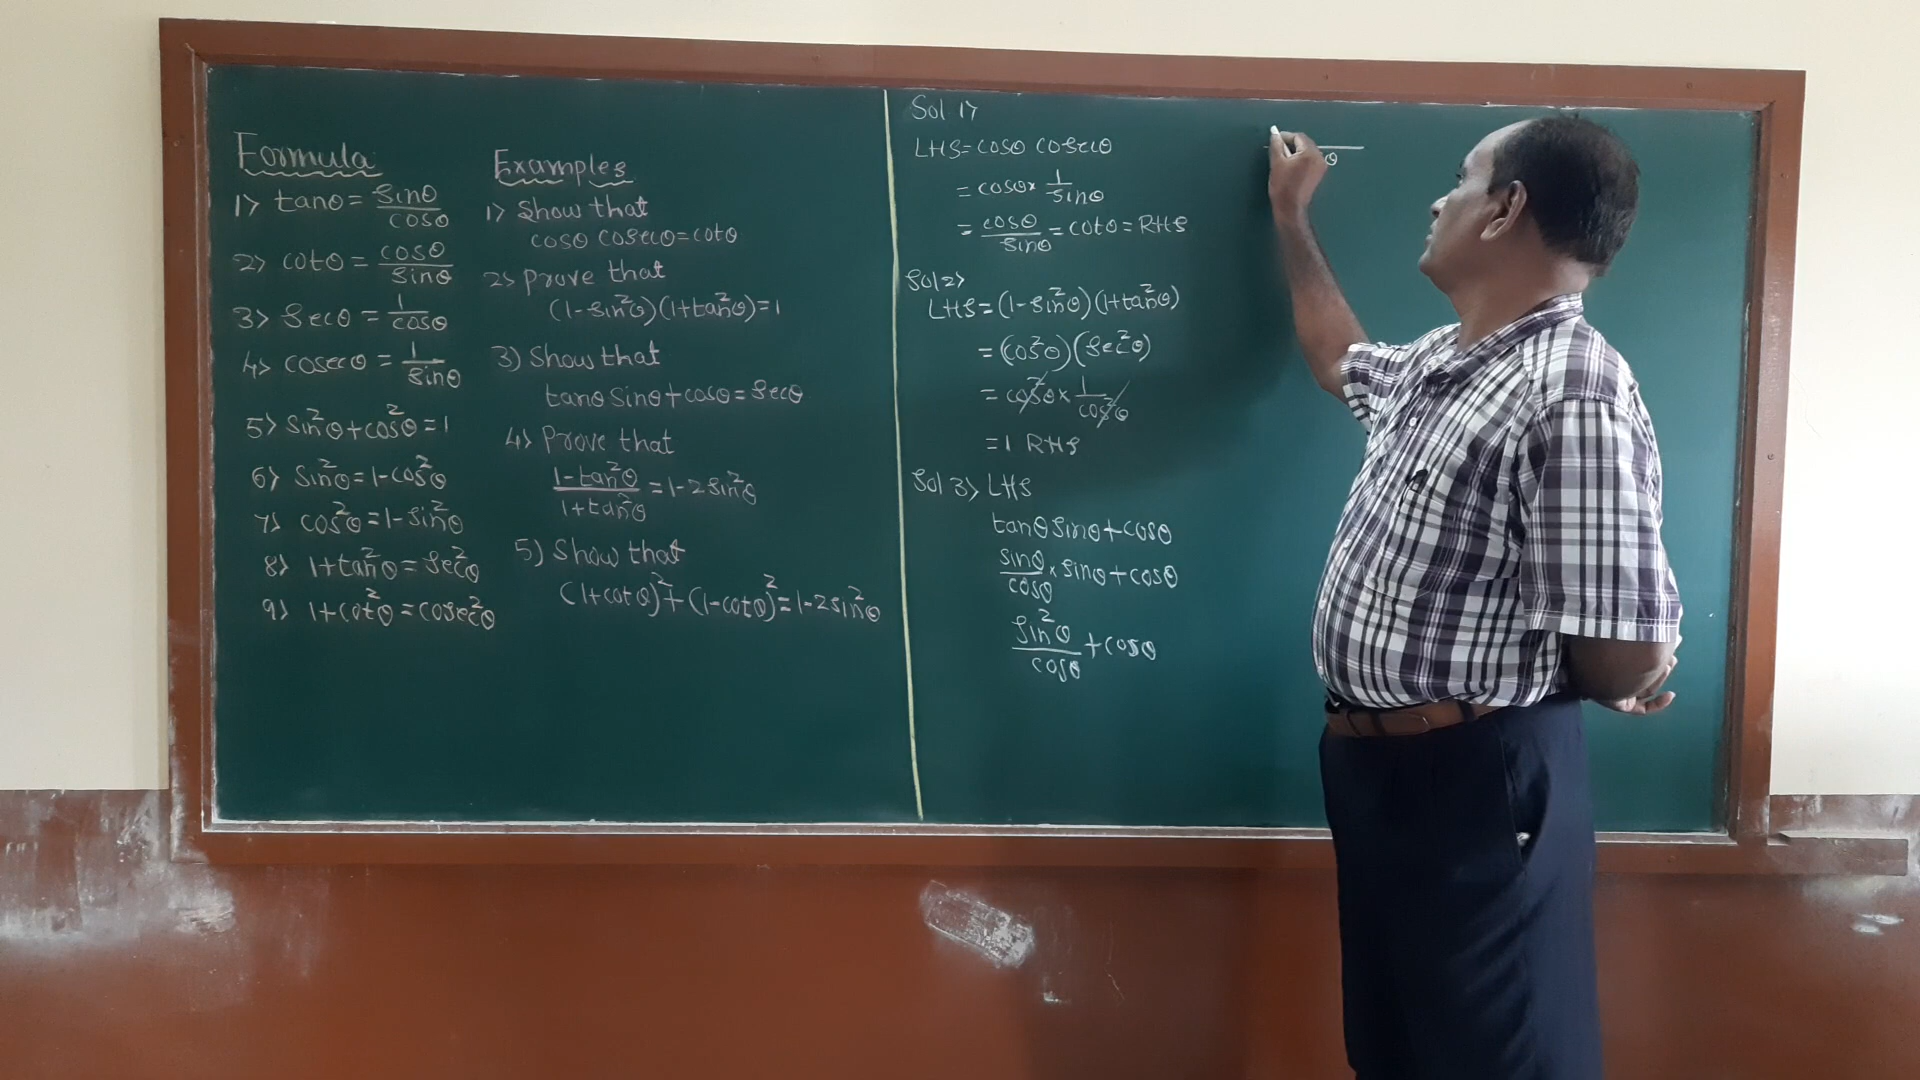 Formula
1) tanθ = sinθ/cosθ
2) cotθ = cosθ/sinθ
3) secθ = 1/cosθ
4) cosecθ = 1/sinθ
5) sin²θ+cos²θ=1
6) sin²θ=1-cos²θ
7) cos²θ=1-sin²θ
8) 1+tan²θ=sec²θ
9) 1+cot²θ=cosec²θ
Examples
1) Show that
cosθ cosecθ=cotθ
2) Prove that
(1-sin²θ)(1+tan²θ)=1
3) Show that
tanθ sinθ+cosθ=secθ
4) Prove that
1-tan²θ/1+tan²θ = 1-2sin²θ
5) Show that
(1+cotθ)²+(1-cotθ)²=1-2sin²θ
Sol 1)
LHS=cosθ cosecθ
= cosθ× 1/sinθ
= cosθ/sinθ = cotθ = RHS
Sol 2)
LHS=(1-sin²θ)(1+tan²θ)
=(cos²θ)(sec²θ)
= cos²θ× 1/cos²θ
=1 RHS
Sol 3) LHS
tanθ sinθ+cosθ
sinθ/cosθ × sinθ+cosθ
sin²θ/cosθ +cosθ
θ